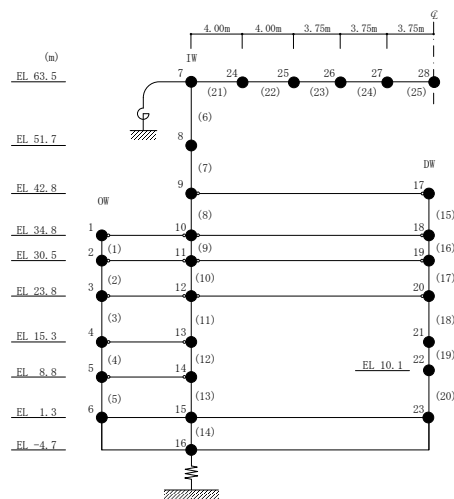 ℄
4.00m 4.00m 3.75m 3.75m 3.75m
(m) IW
EL 63.5 7 24 25 26 27 28
(21) (22) (23) (24) (25)
(6)
EL 51.7 8
(7) DW
EL 42.8 9 17
OW (8) (15)
EL 34.8 1 10 18
(1) (9) (16)
EL 30.5 2 11 19
(2) (10) (17)
EL 23.8 3 12 20
(3) (11) (18)
EL 15.3 4 13 21
(4) (12) (19)
EL 10.1 22
EL 8.8 5 14
(5) (13) (20)
EL 1.3 6 15 23
(14)
EL -4.7 16